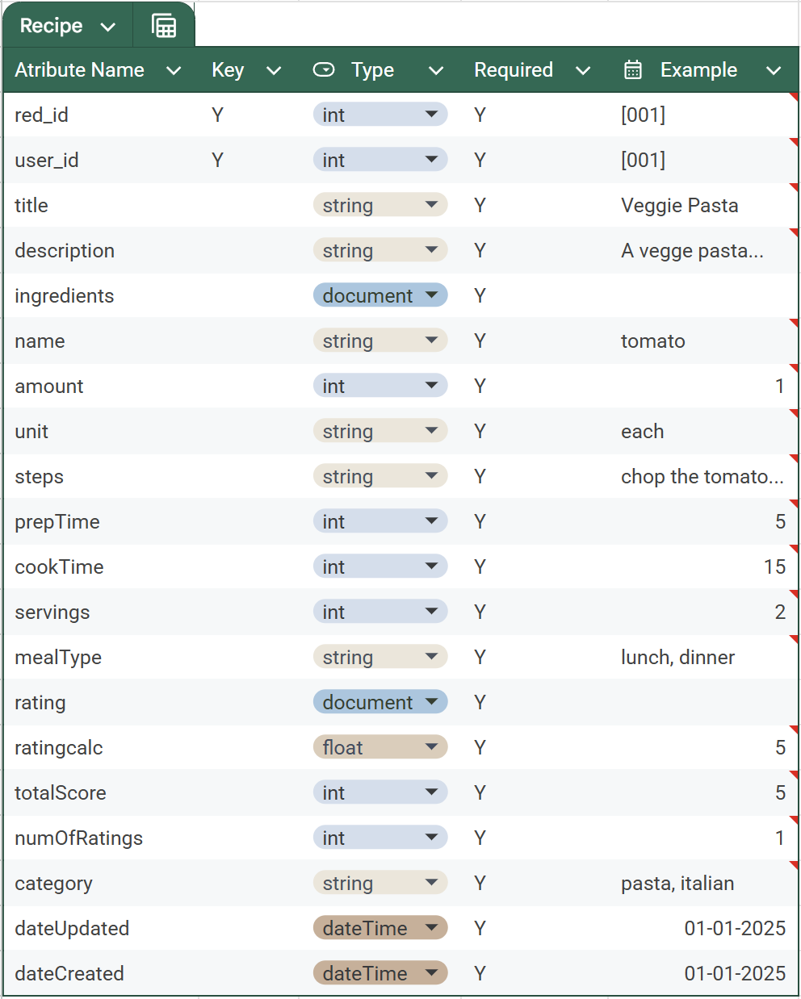 Recipe
Atribute Name Key Type Required Example
red_id Y int Y [001]
user_id Y int Y [001]
title string Y Veggie Pasta
description string Y A vegge pasta...
ingredients document Y
name string Y tomato
amount int Y 1
unit string Y each
steps string Y chop the tomato...
prepTime int Y 5
cookTime int Y 15
servings int Y 2
mealType string Y lunch, dinner
rating document Y
ratingcalc float Y 5
totalScore int Y 5
numOfRatings int Y 1
category string Y pasta, italian
dateUpdated dateTime Y 01-01-2025
dateCreated dateTime Y 01-01-2025